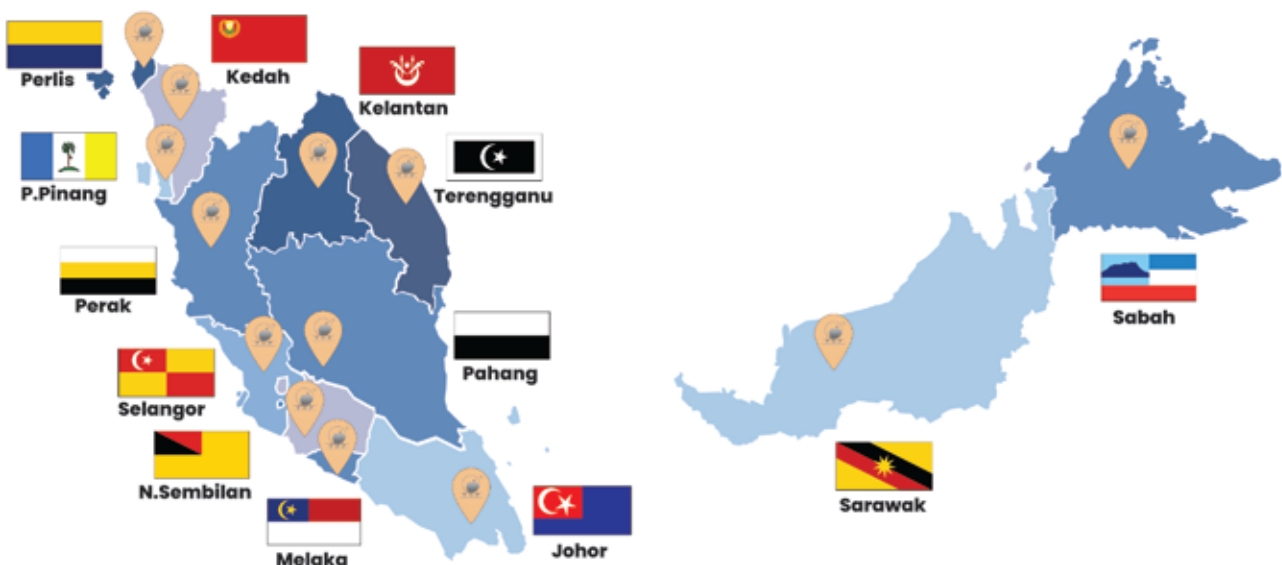 Perlis
Kedah
Kelantan
P.Pinang
Terengganu
Perak
Pahang
Selangor
N.Sembilan
Melaka
Johor
Sabah
Sarawak